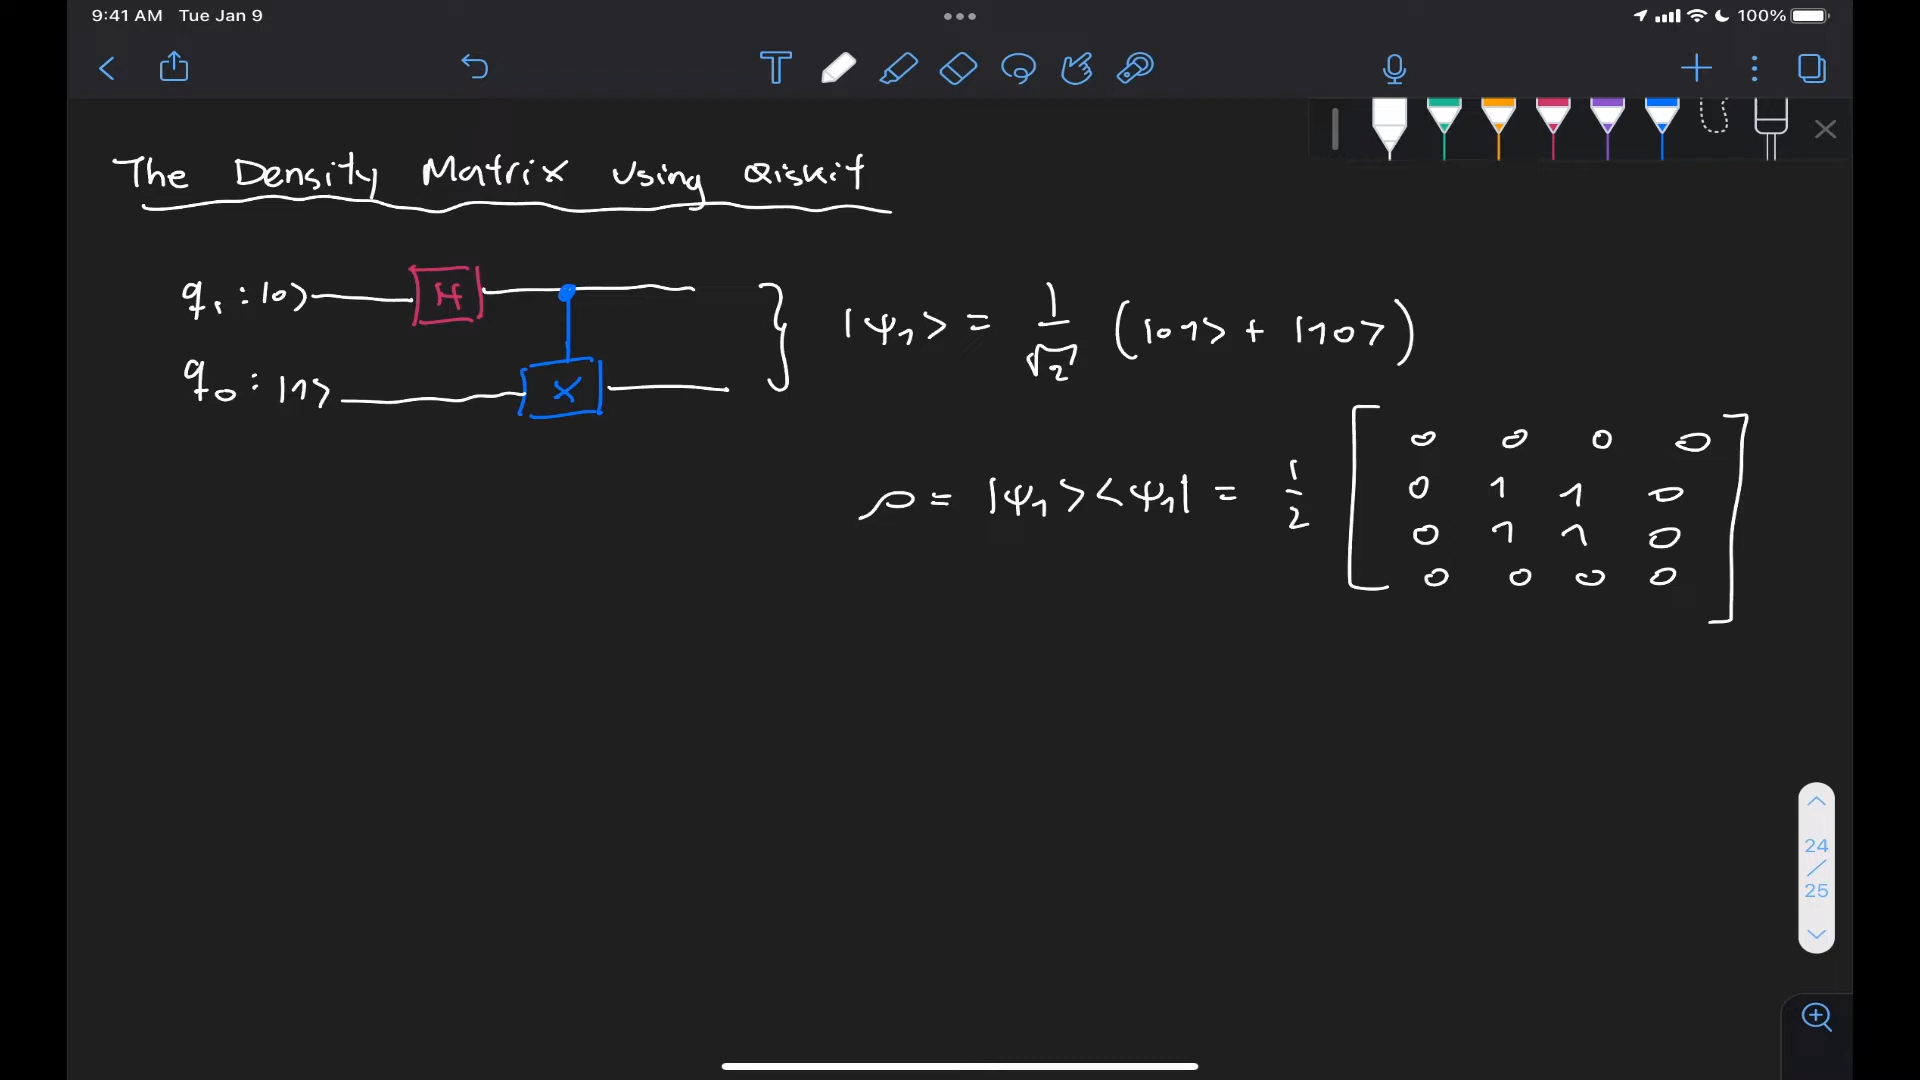 9:41 AM Tue Jan 9
100%
The Density Matrix using Qiskit
q₁ : |0⟩ H
q₀ : |1⟩ X
|ψ₁> = 1/√2 (|01> + |10>)
ρ = |ψ₁><ψ₁| = 1/2
0 0 0 0
0 1 1 0
0 1 1 0
0 0 0 0
24
/
25